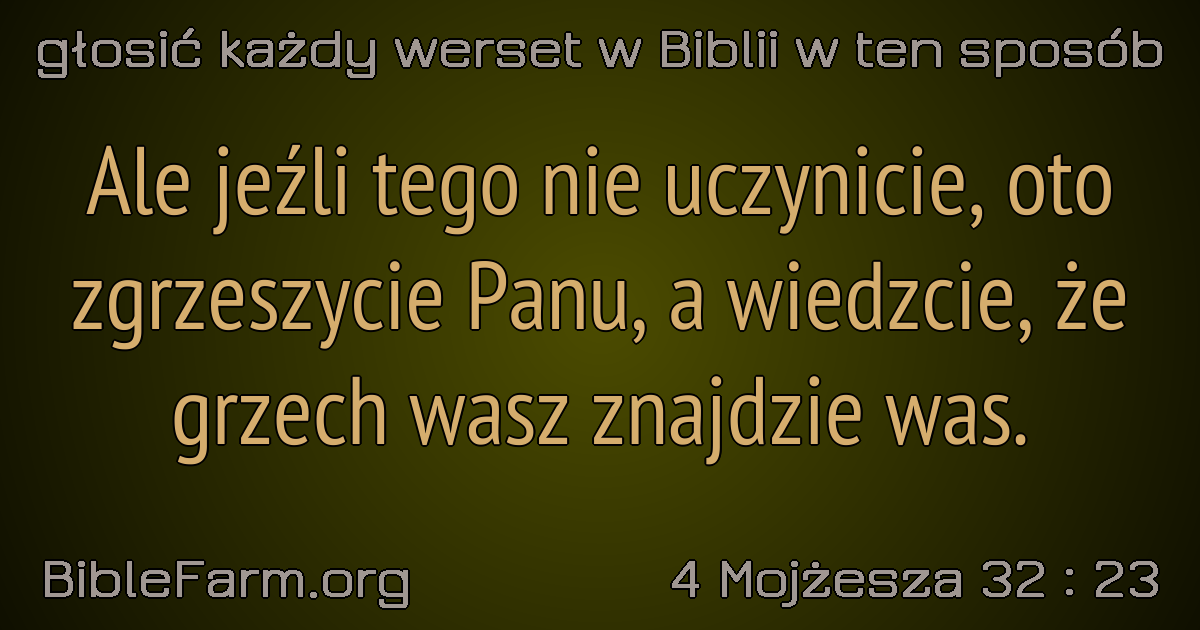 głosić każdy werset w Biblii w ten sposób
Ale jeźli tego nie uczynicie, oto
zgrzeszycie Panu, a wiedzcie, że
grzech wasz znajdzie was.
BibleFarm.org
4 Mojżesza 32 : 23